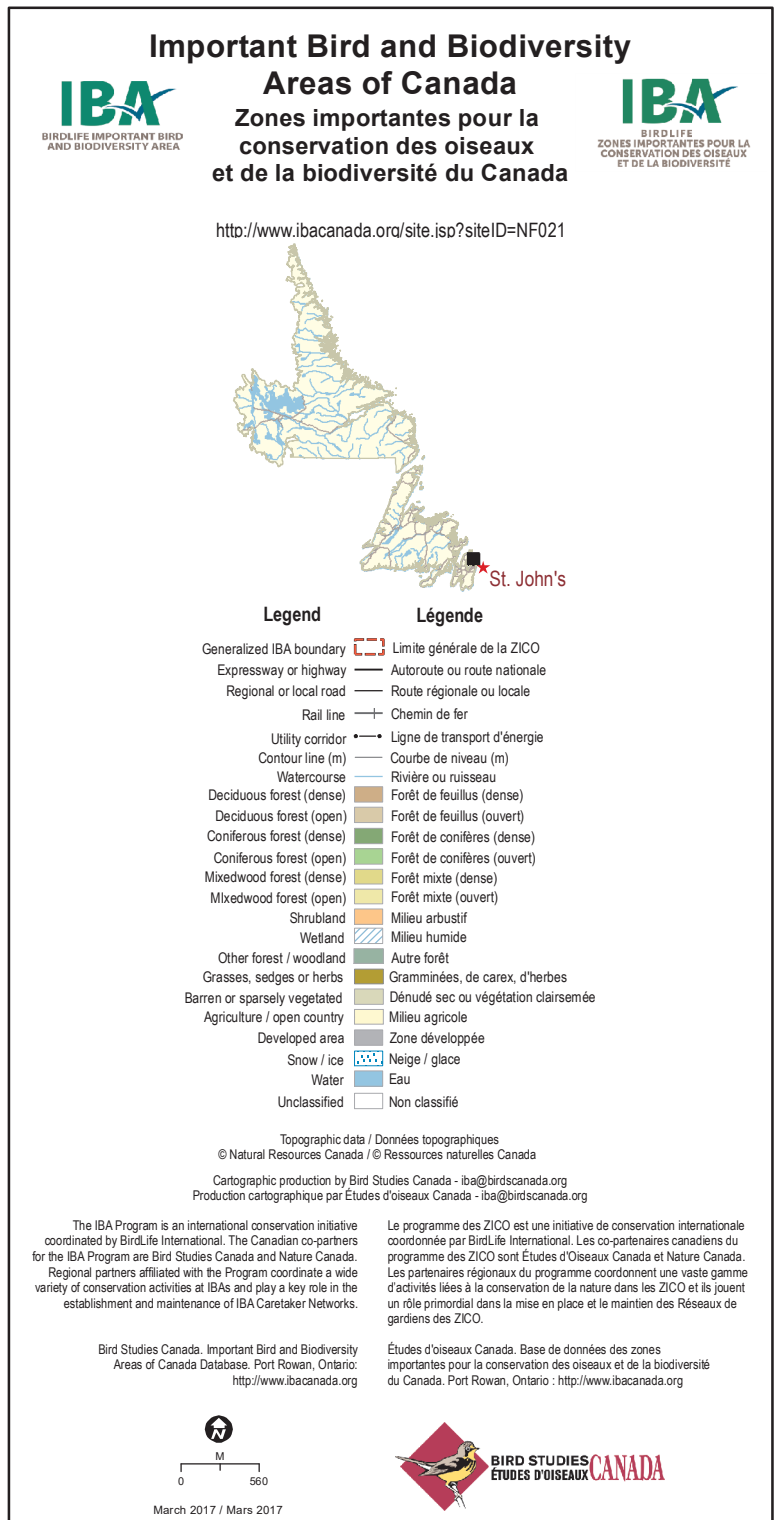 Important Bird and Biodiversity
Areas of Canada
Zones importantes pour la
conservation des oiseaux
et de la biodiversité du Canada
IBA
BIRDLIFE IMPORTANT BIRD
AND BIODIVERSITY AREA
IBA
BIRDLIFE
ZONES IMPORTANTES POUR LA
CONSERVATION DES OISEAUX
ET DE LA BIODIVERSITÉ
http://www.ibacanada.org/site.jsp?siteID=NF021
St. John's
Legend Légende
Generalized IBA boundary Limite générale de la ZICO
Expressway or highway Autoroute ou route nationale
Regional or local road Route régionale ou locale
Rail line Chemin de fer
Utility corridor Ligne de transport d'énergie
Contour line (m) Courbe de niveau (m)
Watercourse Rivière ou ruisseau
Deciduous forest (dense) Forêt de feuillus (dense)
Deciduous forest (open) Forêt de feuillus (ouvert)
Coniferous forest (dense) Forêt de conifères (dense)
Coniferous forest (open) Forêt de conifères (ouvert)
Mixedwood forest (dense) Forêt mixte (dense)
MIxedwood forest (open) Forêt mixte (ouvert)
Shrubland Milieu arbustif
Wetland Milieu humide
Other forest / woodland Autre forêt
Grasses, sedges or herbs Gramminées, de carex, d'herbes
Barren or sparsely vegetated Dénudé sec ou végétation clairsemée
Agriculture / open country Milieu agricole
Developed area Zone développée
Snow / ice Neige / glace
Water Eau
Unclassified Non classifié
Topographic data / Données topographiques
© Natural Resources Canada / © Ressources naturelles Canada
Cartographic production by Bird Studies Canada - iba@birdscanada.org
Production cartographique par Études d'oiseaux Canada - iba@birdscanada.org
The IBA Program is an international conservation initiative
coordinated by BirdLife International. The Canadian co-partners
for the IBA Program are Bird Studies Canada and Nature Canada.
Regional partners affiliated with the Program coordinate a wide
variety of conservation activities at IBAs and play a key role in the
establishment and maintenance of IBA Caretaker Networks.
Le programme des ZICO est une initiative de conservation internationale
coordonnée par BirdLife International. Les co-partenaires canadiens du
programme des ZICO sont Études d'Oiseaux Canada et Nature Canada.
Les partenaires régionaux du programme coordonnent une vaste gamme
d'activités liées à la conservation de la nature dans les ZICO et ils jouent
un rôle primordial dans la mise en place et le maintien des Réseaux de
gardiens des ZICO.
Bird Studies Canada. Important Bird and Biodiversity
Areas of Canada Database. Port Rowan, Ontario:
http://www.ibacanada.org
Études d'oiseaux Canada. Base de données des zones
importantes pour la conservation des oiseaux et de la biodiversité
du Canada. Port Rowan, Ontario : http://www.ibacanada.org
N
M
0 560
March 2017 / Mars 2017
BIRD STUDIES
ÉTUDES D'OISEAUX CANADA